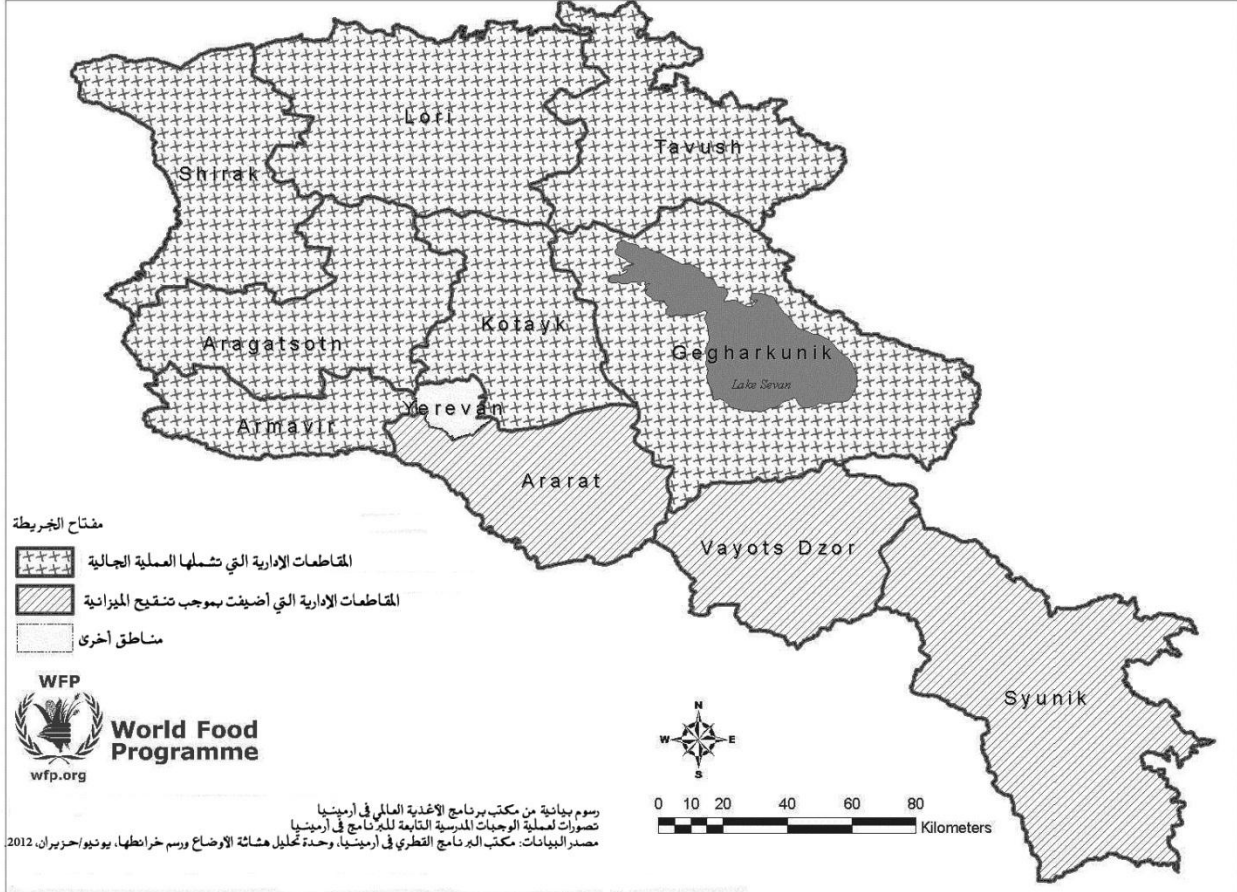 Lori
Tavush
Shirak
Kotayk
Aragatsotn
Gegharkunik
Lake Sevan
Yerevan
Armavir
Ararat
Vayots Dzor
Syunik
مفتاح الخريطة
المقاطعات الإدارية التي تشملها العملية الحالية
المقاطعات الإدارية التي أضيفت بموجب تنقيح الميزانية
مناطق أخرى
WFP
World Food
Programme
wfp.org
N
W E
S
0 10 20 40 60 80
Kilometers
رسوم بيانية من مكتب برنامج الأغذية العالمي في أرمينيا
تصورات لعملية الوجبات المدرسية التابعة للبرنامج في أرمينيا
مصدر البيانات: مكتب البرنامج القطري في أرمينيا، وحدة تحليل هشاشة الأوضاع ورسم خرائطها، يونيو/حزيران، 2012.